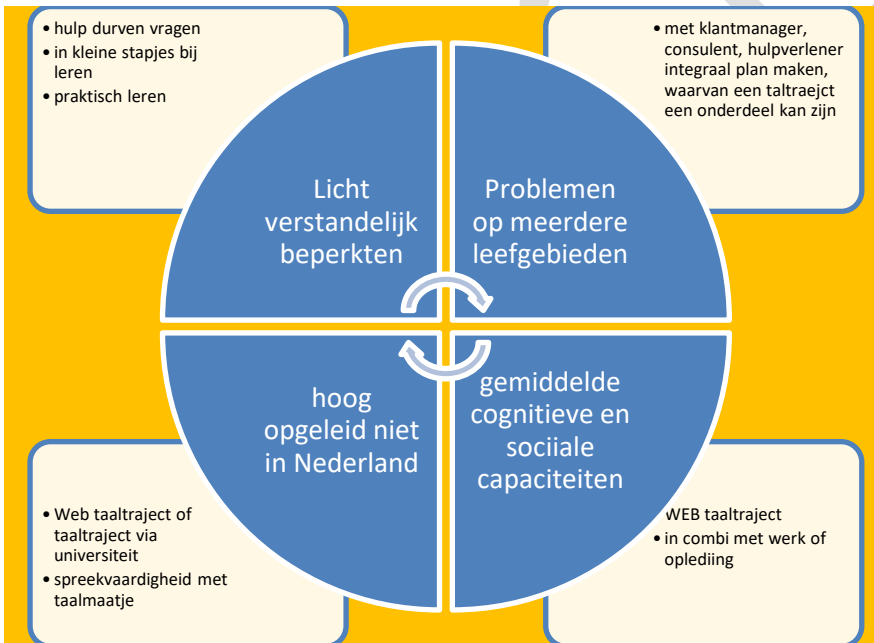 • hulp durven vragen
• in kleine stapjes bij
leren
• praktisch leren
• met klantmanager,
consulent, hulpverlener
integraal plan maken,
waarvan een taltraejct
een onderdeel kan zijn
Licht
verstandelijk
beperkten
Problemen
op meerdere
leefgebieden
hoog
opgeleid niet
in Nederland
gemiddelde
cognitieve en
sociiale
capaciteiten
• Web taaltraject of
taaltraject via
universiteit
• spreekvaardigheid met
taalmaatje
WEB taaltraject
• in combi met werk of
oplediing